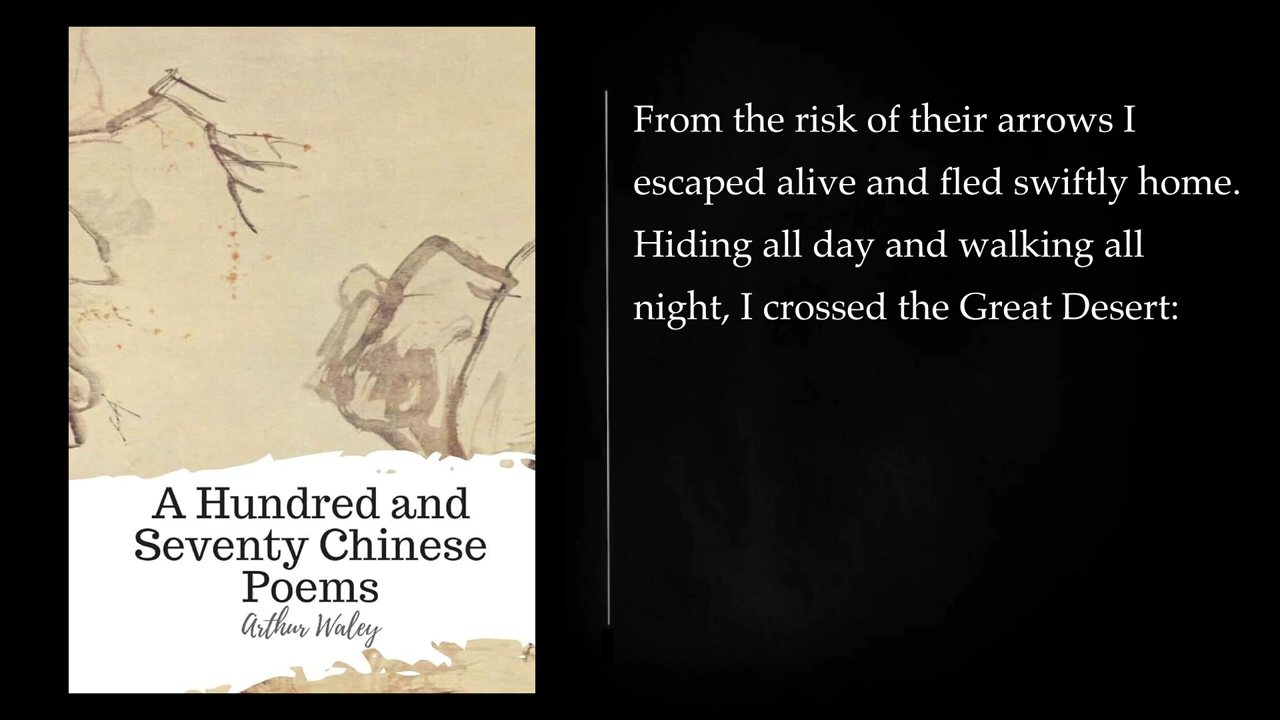 A Hundred and
Seventy Chinese
Poems
Arthur Waley
From the risk of their arrows I
escaped alive and fled swiftly home.
Hiding all day and walking all
night, I crossed the Great Desert: